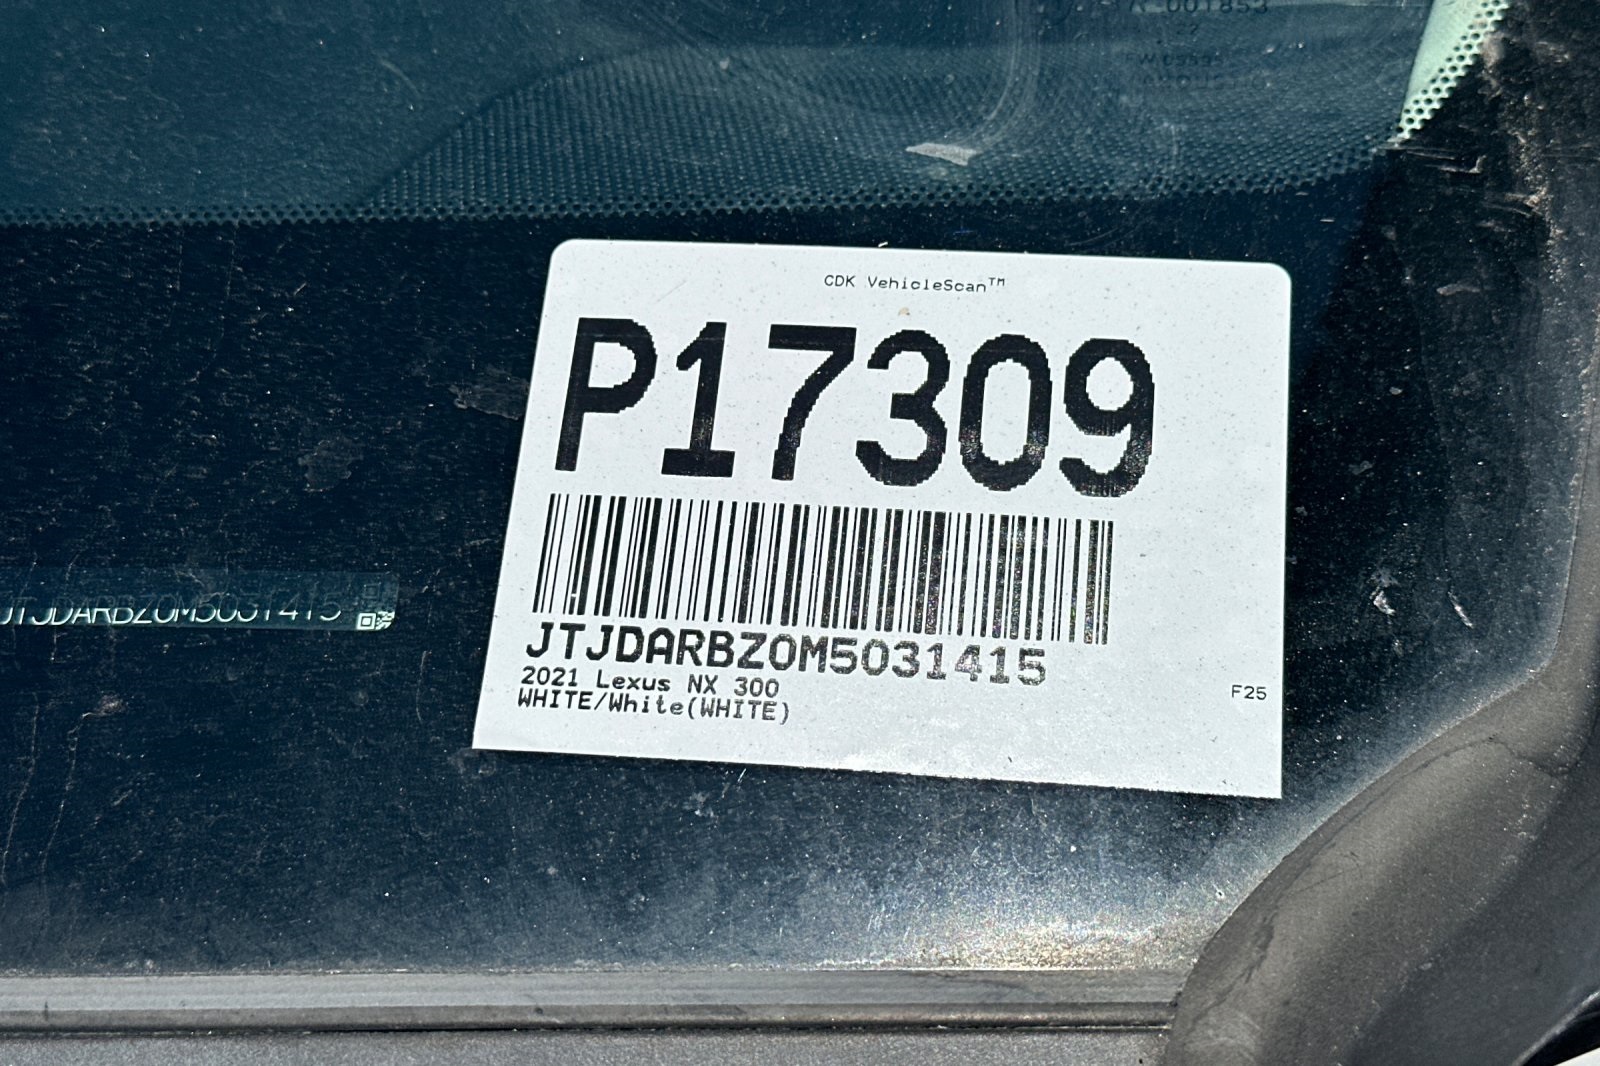 CDK VehicleScan™
P17309
JTJDARBZ0M5031415
JTJDARBZ0M5031415
2021 Lexus NX 300
F25
WHITE/White(WHITE)